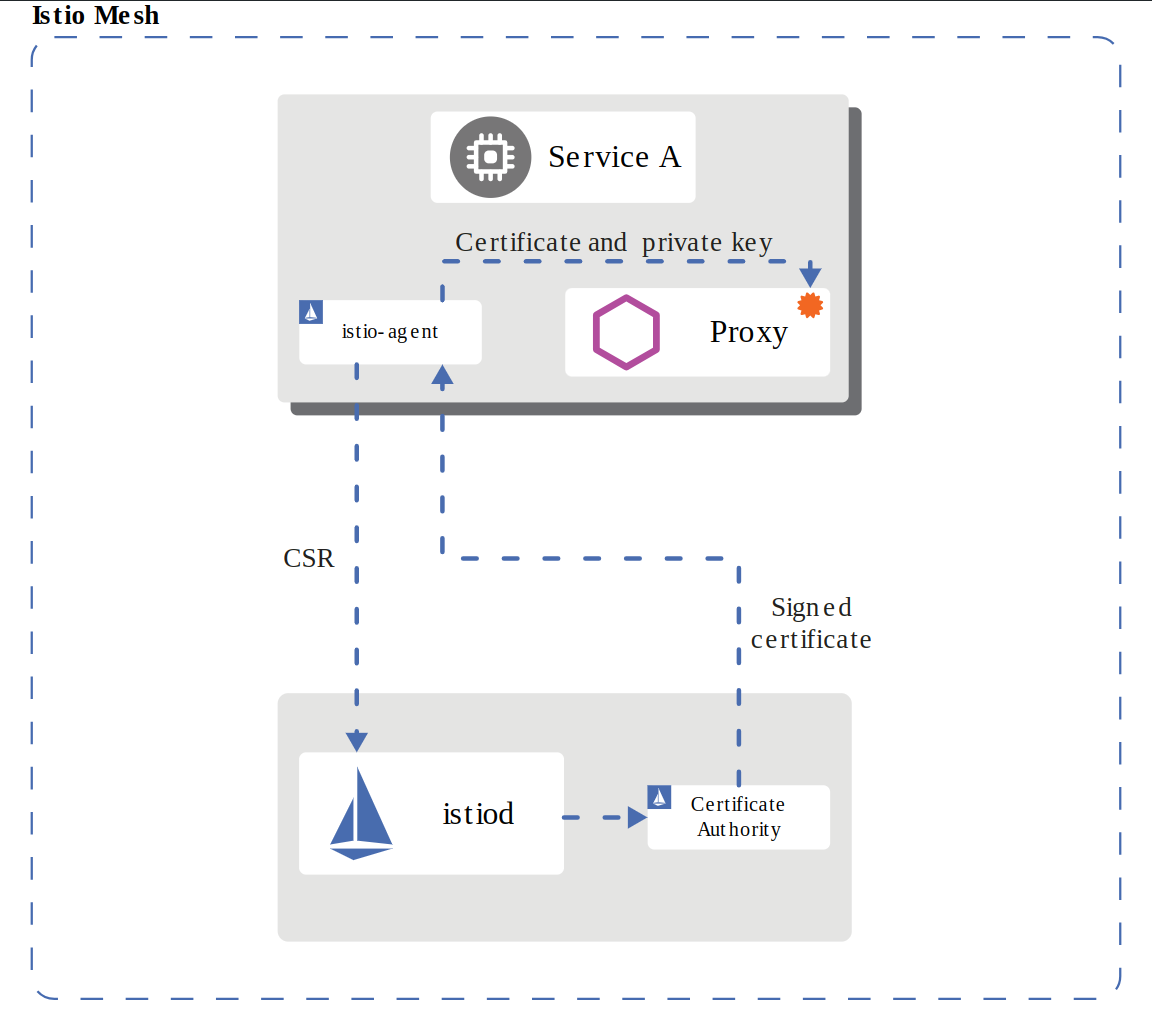 Istio Mesh
Service A
Certificate and private key
istio-agent
Proxy
CSR
Signed
certificate
istiod
Certificate
Authority